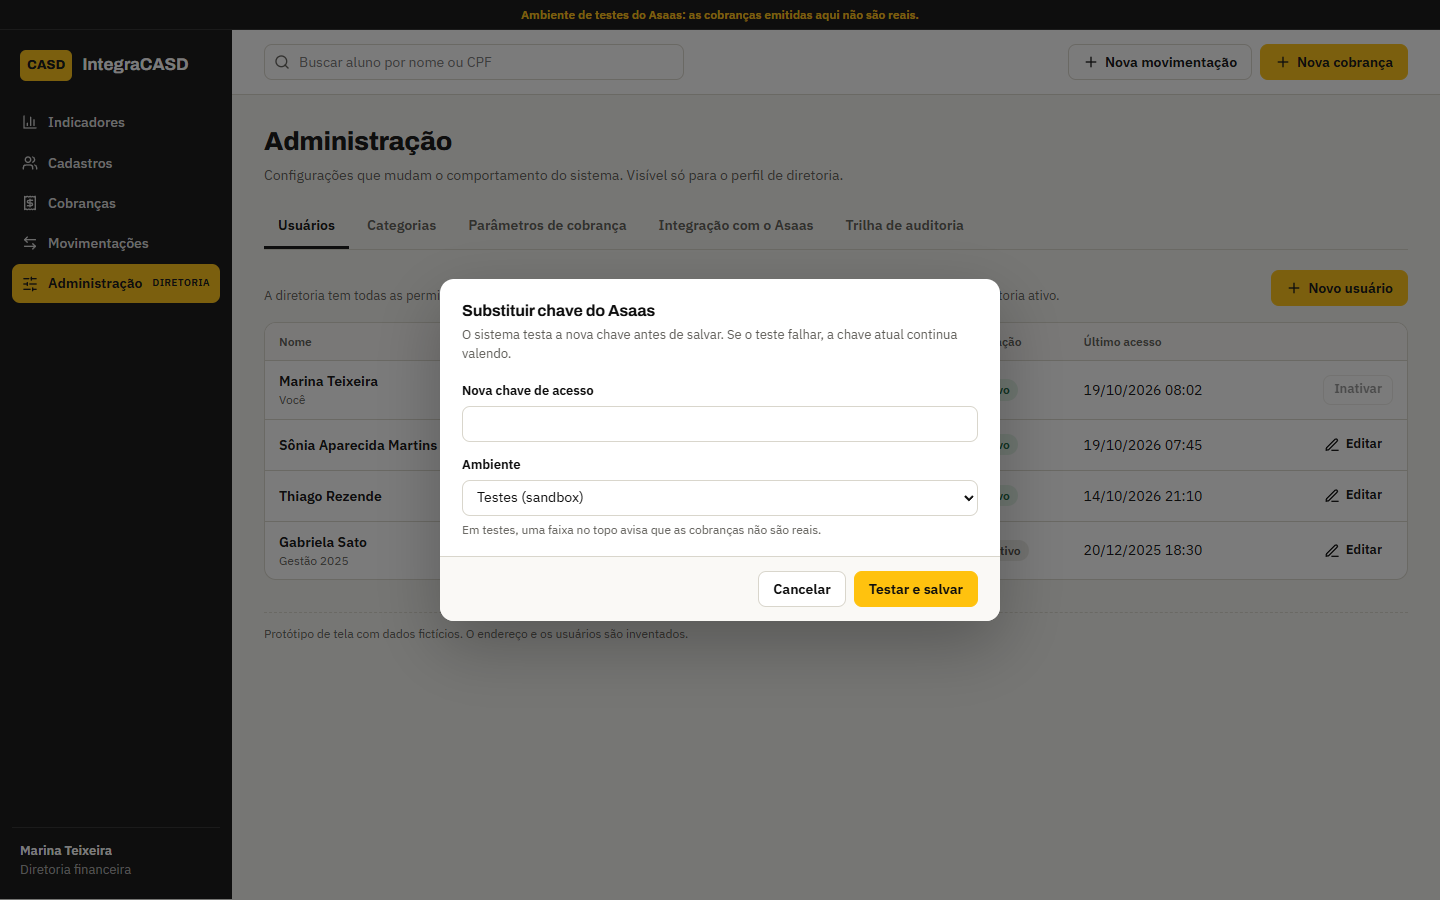 Ambiente de testes do Asaas: as cobranças emitidas aqui não são reais.
CASD IntegraCASD
Buscar aluno por nome ou CPF
Nova movimentação
Nova cobrança
Indicadores
Cadastros
Cobranças
Movimentações
Administração DIRETORIA
Administração
Configurações que mudam o comportamento do sistema. Visível só para o perfil de diretoria.
Usuários Categorias Parâmetros de cobrança Integração com o Asaas Trilha de auditoria
A diretoria tem todas as ativo.
Novo usuário
Nome Último acesso
Marina Teixeira 19/10/2026 08:02 Inativar
Você
Sônia Aparecida Martins 19/10/2026 07:45 Editar
Thiago Rezende 14/10/2026 21:10 Editar
Gabriela Sato 20/12/2025 18:30 Editar
Gestão 2025
Substituir chave do Asaas
O sistema testa a nova chave antes de salvar. Se o teste falhar, a chave atual continua
valendo.
Nova chave de acesso
Ambiente
Testes (sandbox)
Em testes, uma faixa no topo avisa que as cobranças não são reais.
Cancelar Testar e salvar
Protótipo de tela com dados fictícios. O endereço e os usuários são inventados.
Marina Teixeira
Diretoria financeira